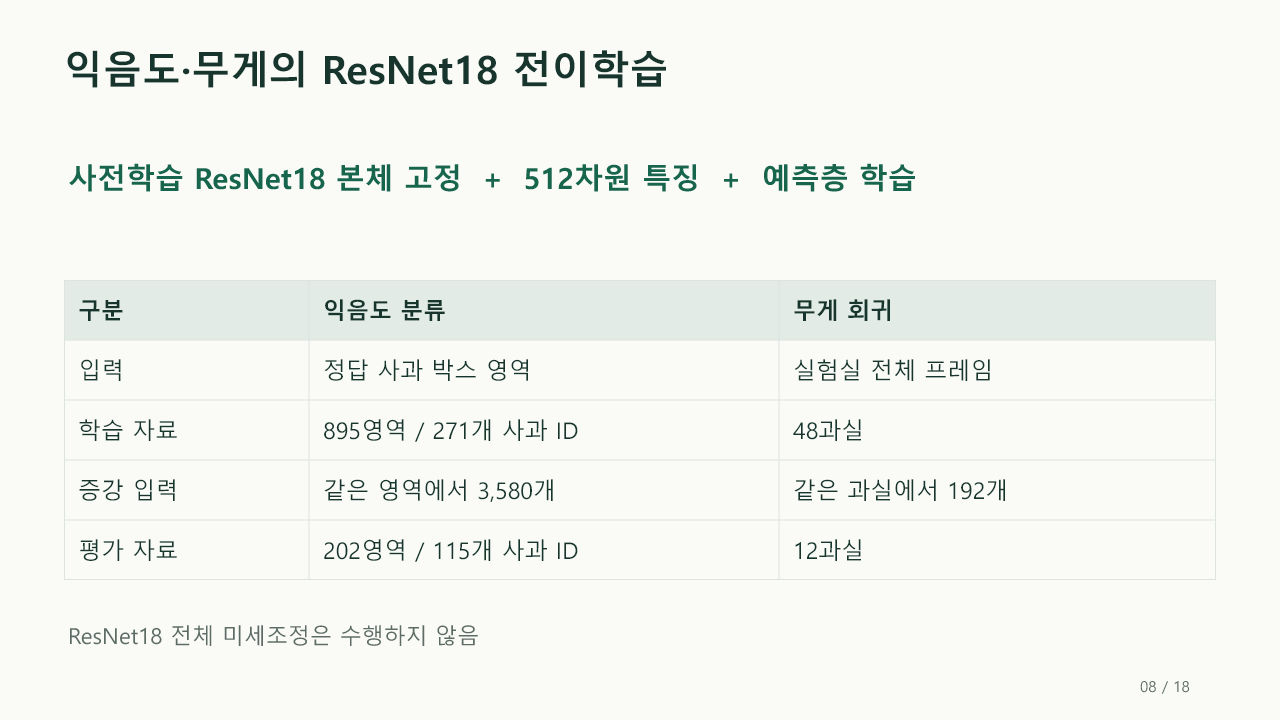 익음도·무게의 ResNet18 전이학습
사전학습 ResNet18 본체 고정 + 512차원 특징 + 예측층 학습
구분 익음도 분류 무게 회귀
입력 정답 사과 박스 영역 실험실 전체 프레임
학습 자료 895영역 / 271개 사과 ID 48과실
증강 입력 같은 영역에서 3,580개 같은 과실에서 192개
평가 자료 202영역 / 115개 사과 ID 12과실
ResNet18 전체 미세조정은 수행하지 않음
08 / 18